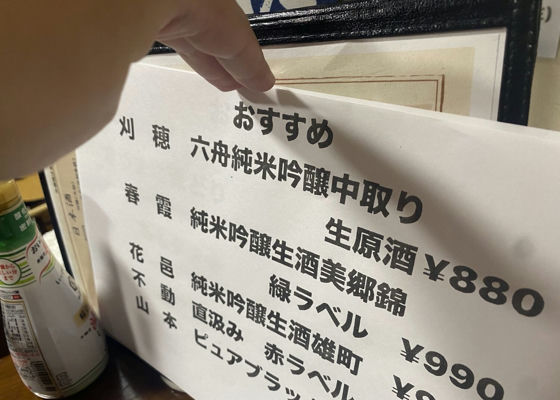 おすすめ
刈穂 六舟純米吟醸中取り
生原酒 ¥880
春霞 純米吟醸生酒美郷錦
緑ラベル ¥990
花邑 純米吟醸生酒雄町
不動 直汲み 赤ラベル
山本 ピュアブラッ